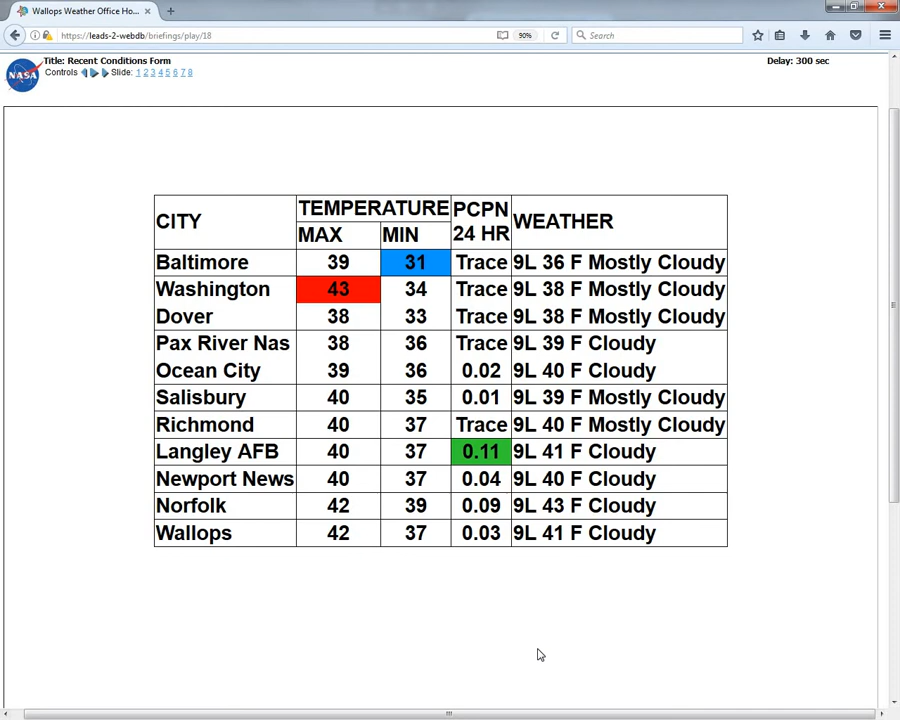 Wallops Weather Office Ho...
https://leads-2-webdb/briefings/play/18
90%
Search
NASA
Title: Recent Conditions Form
Delay: 300 sec
Controls Slide: 1 2 3 4 5 6 7 8
CITY TEMPERATURE PCPN 24 HR WEATHER
MAX MIN
Baltimore 39 31 Trace 9L 36 F Mostly Cloudy
Washington 43 34 Trace 9L 38 F Mostly Cloudy
Dover 38 33 Trace 9L 38 F Mostly Cloudy
Pax River Nas 38 36 Trace 9L 39 F Cloudy
Ocean City 39 36 0.02 9L 40 F Cloudy
Salisbury 40 35 0.01 9L 39 F Mostly Cloudy
Richmond 40 37 Trace 9L 40 F Mostly Cloudy
Langley AFB 40 37 0.11 9L 41 F Cloudy
Newport News 40 37 0.04 9L 40 F Cloudy
Norfolk 42 39 0.09 9L 43 F Cloudy
Wallops 42 37 0.03 9L 41 F Cloudy